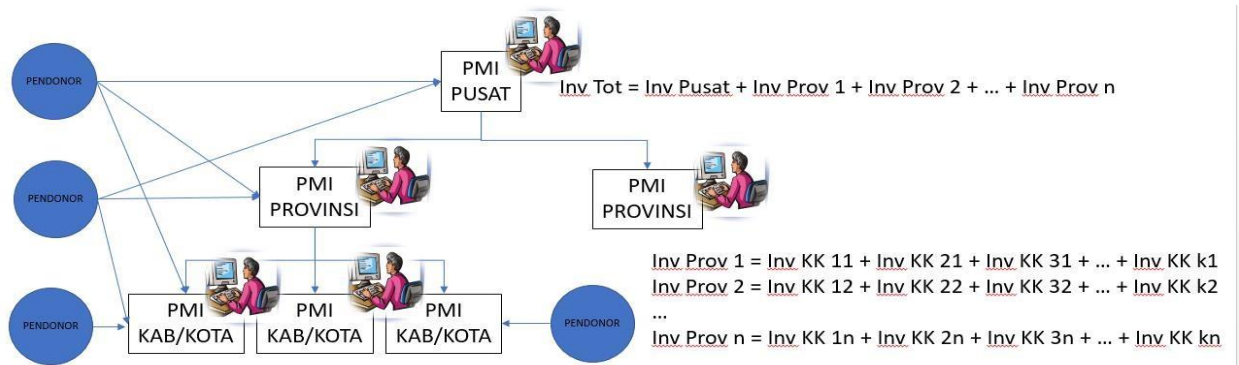 PENDONOR
PMI
PUSAT
Inv Tot = Inv Pusat + Inv Prov 1 + Inv Prov 2 + ... + Inv Prov n
PENDONOR
PMI
PROVINSI
PMI
PROVINSI
Inv Prov 1 = Inv KK 11 + Inv KK 21 + Inv KK 31 + ... + Inv KK k1
Inv Prov 2 = Inv KK 12 + Inv KK 22 + Inv KK 32 + ... + Inv KK k2
...
Inv Prov n = Inv KK 1n + Inv KK 2n + Inv KK 3n + ... + Inv KK kn
PENDONOR
PMI
KAB/KOTA
PMI
KAB/KOTA
PMI
KAB/KOTA
PENDONOR